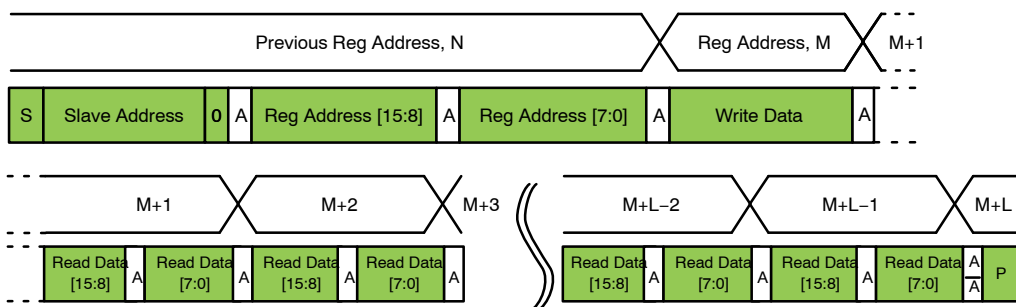 Previous Reg Address, N Reg Address, M M+1
S Slave Address 0 A Reg Address [15:8] A Reg Address [7:0] A Write Data A
M+1 M+2 M+3 M+L−2 M+L−1 M+L
Read Data [15:8] A Read Data [7:0] A Read Data [15:8] A Read Data [7:0] A Read Data [15:8] A Read Data [7:0] A Read Data [15:8] A Read Data [7:0] A A P